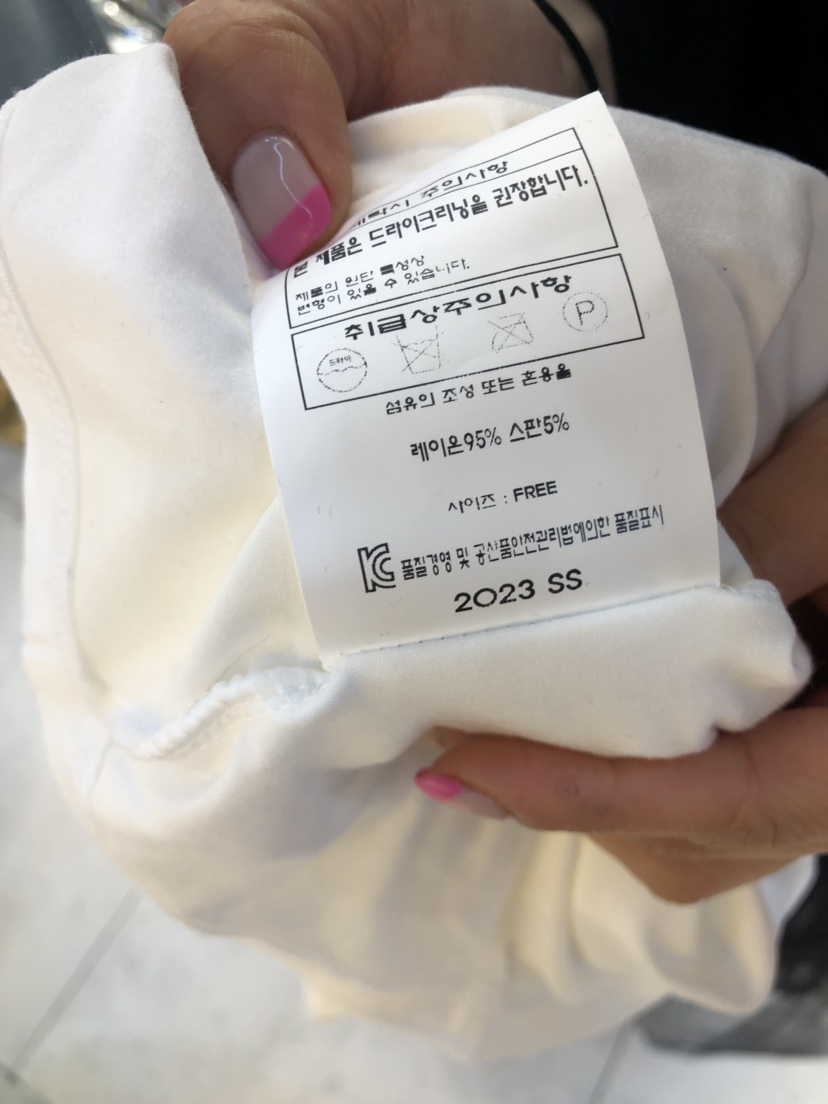 세탁시 주의사항
본 제품은 드라이크리닝을 권장합니다.
제품의 원단 특성상
변형이 있을 수 있습니다.
취급상주의사항
드라이
P
섬유의 조성 또는 혼용율
레이온95% 스판5%
사이즈 : FREE
품질경영 및 공산품안전관리법에의한 품질표시
2023 SS